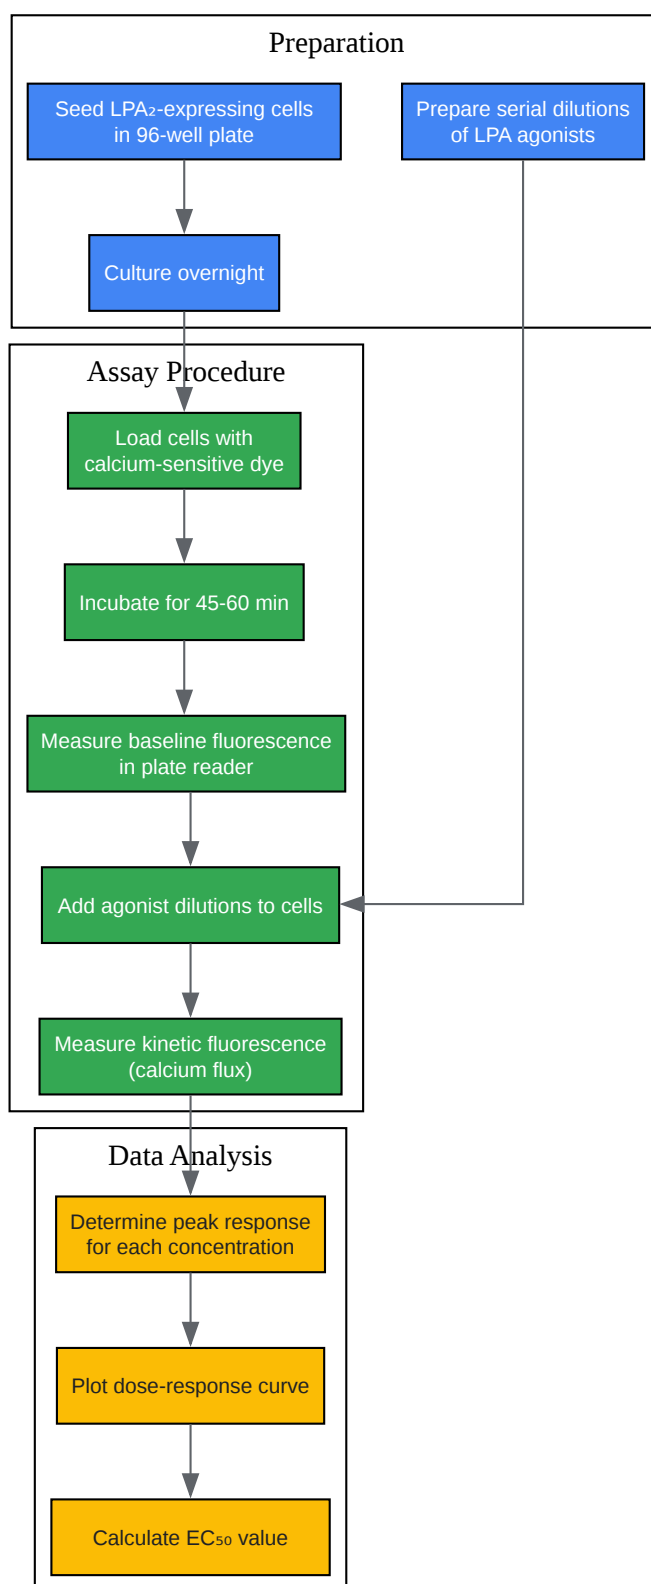 Preparation
Seed LPA₂-expressing cells
in 96-well plate
Prepare serial dilutions
of LPA agonists
Culture overnight
Assay Procedure
Load cells with
calcium-sensitive dye
Incubate for 45-60 min
Measure baseline fluorescence
in plate reader
Add agonist dilutions to cells
Measure kinetic fluorescence
(calcium flux)
Data Analysis
Determine peak response
for each concentration
Plot dose-response curve
Calculate EC₅₀ value